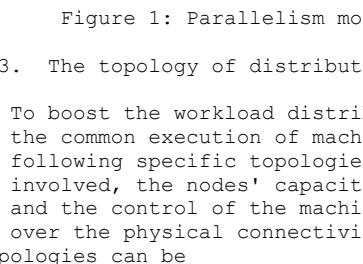 Figure 1: Parallelism mo
3. The topology of distribut
To boost the workload distri
the common execution of mach
following specific topologie
involved, the nodes' capacit
and the control of the machi
over the physical connectivi
pologies can be